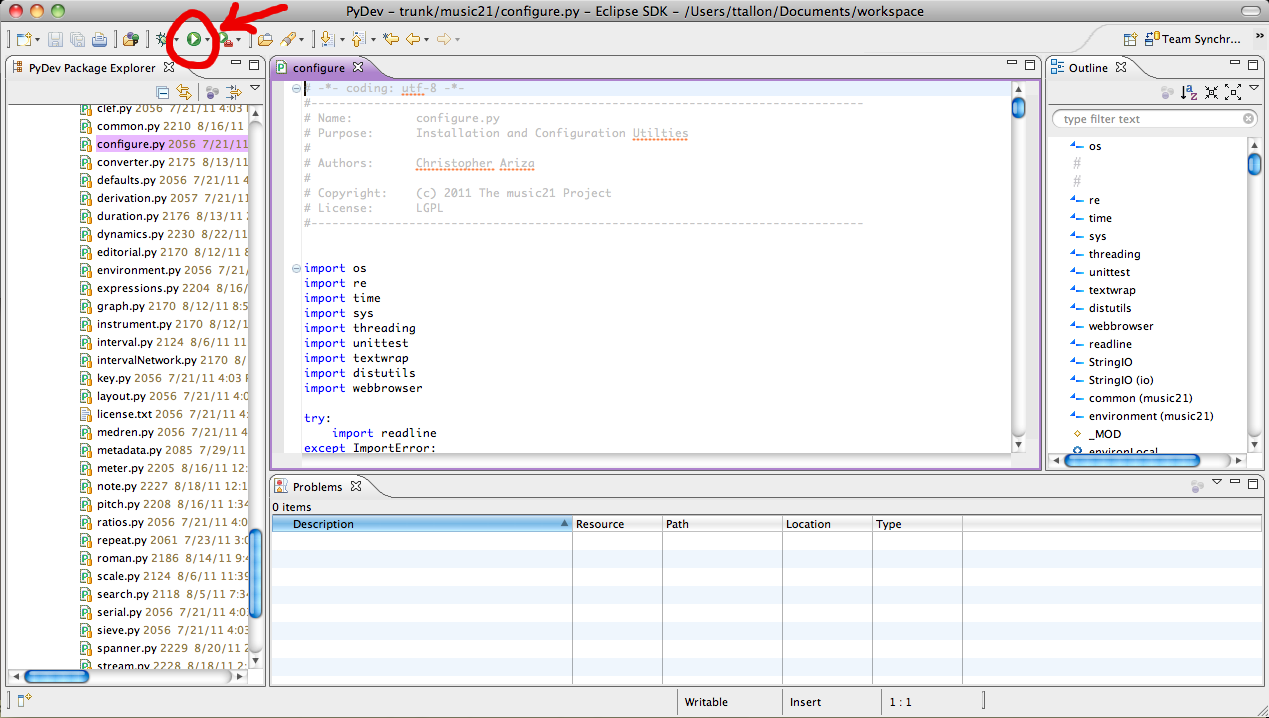 PyDev - trunk/music21/configure.py - Eclipse SDK - /Users/ttallon/Documents/workspace
Team Synchr...
PyDev Package Explorer
clef.py 2056 7/21/11 4:03
common.py 2210 8/16/11
configure.py 2056 7/21/11
converter.py 2175 8/13/11
defaults.py 2056 7/21/11 4
derivation.py 2057 7/21/11
duration.py 2176 8/13/11
dynamics.py 2230 8/22/11
editorial.py 2170 8/12/11 8
environment.py 2056 7/21/
expressions.py 2204 8/16/
graph.py 2170 8/12/11 8:5
instrument.py 2170 8/12/1
interval.py 2124 8/6/11 11
intervalNetwork.py 2170 8/
key.py 2056 7/21/11 4:03
layout.py 2056 7/21/11 4:0
license.txt 2056 7/21/11 4:
medren.py 2056 7/21/11 4
metadata.py 2085 7/29/11
meter.py 2205 8/16/11 12:
note.py 2227 8/18/11 12:1
pitch.py 2208 8/16/11 1:34
ratios.py 2056 7/21/11 4:0
repeat.py 2061 7/23/11 3:0
roman.py 2186 8/14/11 9:4
scale.py 2124 8/6/11 11:39
search.py 2118 8/5/11 7:34
serial.py 2056 7/21/11 4:03
sieve.py 2056 7/21/11 4:03
spanner.py 2229 8/20/11 2
stream.py 2228 8/18/11 2:
configure
# -*- coding: utf-8 -*-
#-------------------------------------------------------------------------------
# Name: configure.py
# Purpose: Installation and Configuration Utilties
#
# Authors: Christopher Ariza
#
# Copyright: (c) 2011 The music21 Project
# License: LGPL
#-------------------------------------------------------------------------------
import os
import re
import time
import sys
import threading
import unittest
import textwrap
import distutils
import webbrowser
try:
import readline
except ImportError:
Outline
type filter text
os
#
#
re
time
sys
threading
unittest
textwrap
distutils
webbrowser
readline
StringIO
StringIO (io)
common (music21)
environment (music21)
_MOD
environLocal
Problems
0 items
Description Resource Path Location Type
Writable Insert 1 : 1